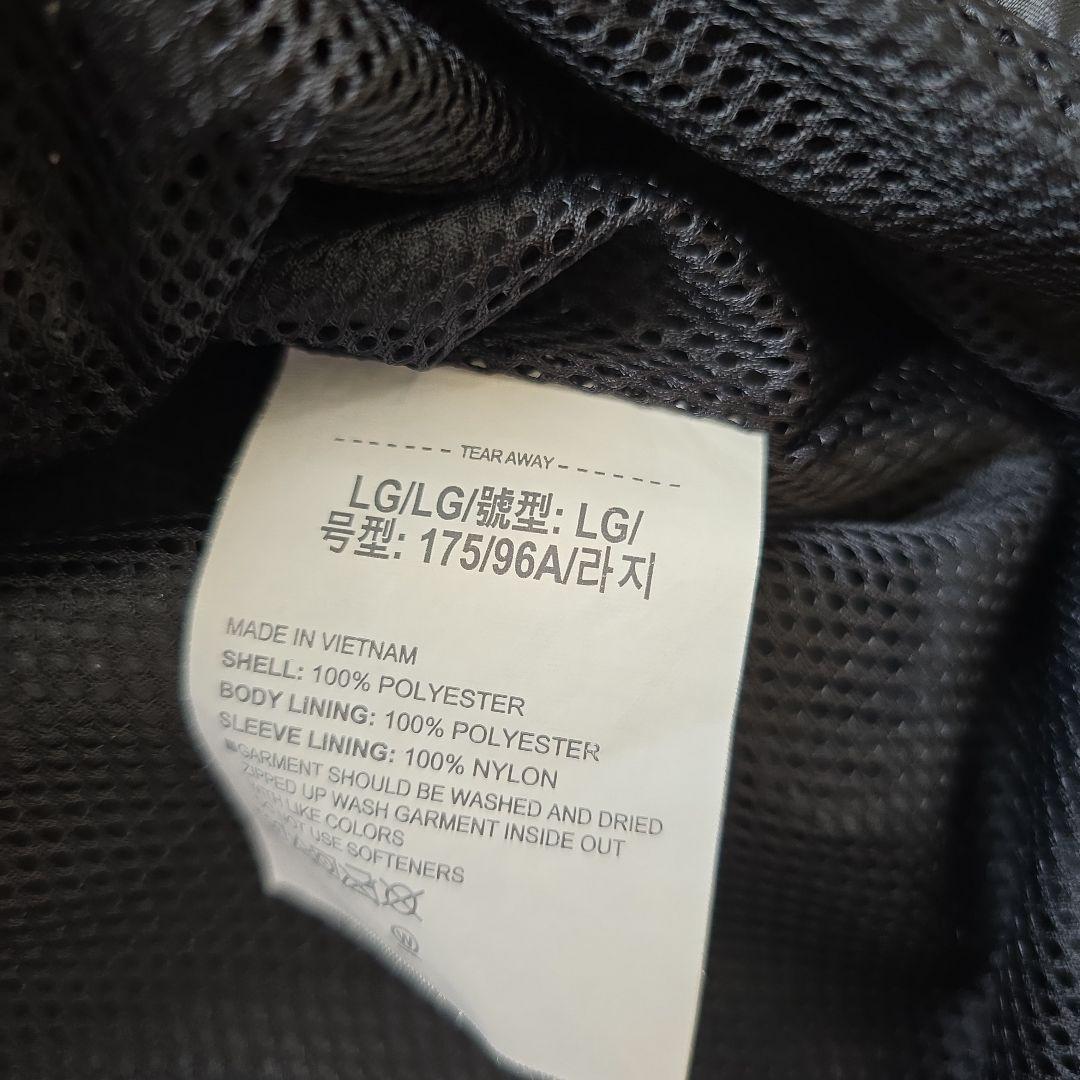 TEAR AWAY
LG/LG/號型: LG/
号型: 175/96A/라지
MADE IN VIETNAM
SHELL: 100% POLYESTER
BODY LINING: 100% POLYESTER
SLEEVE LINING: 100% NYLON
■GARMENT SHOULD BE WASHED AND DRIED
ZIPPED UP WASH GARMENT INSIDE OUT
WITH LIKE COLORS
NOT USE SOFTENERS
W